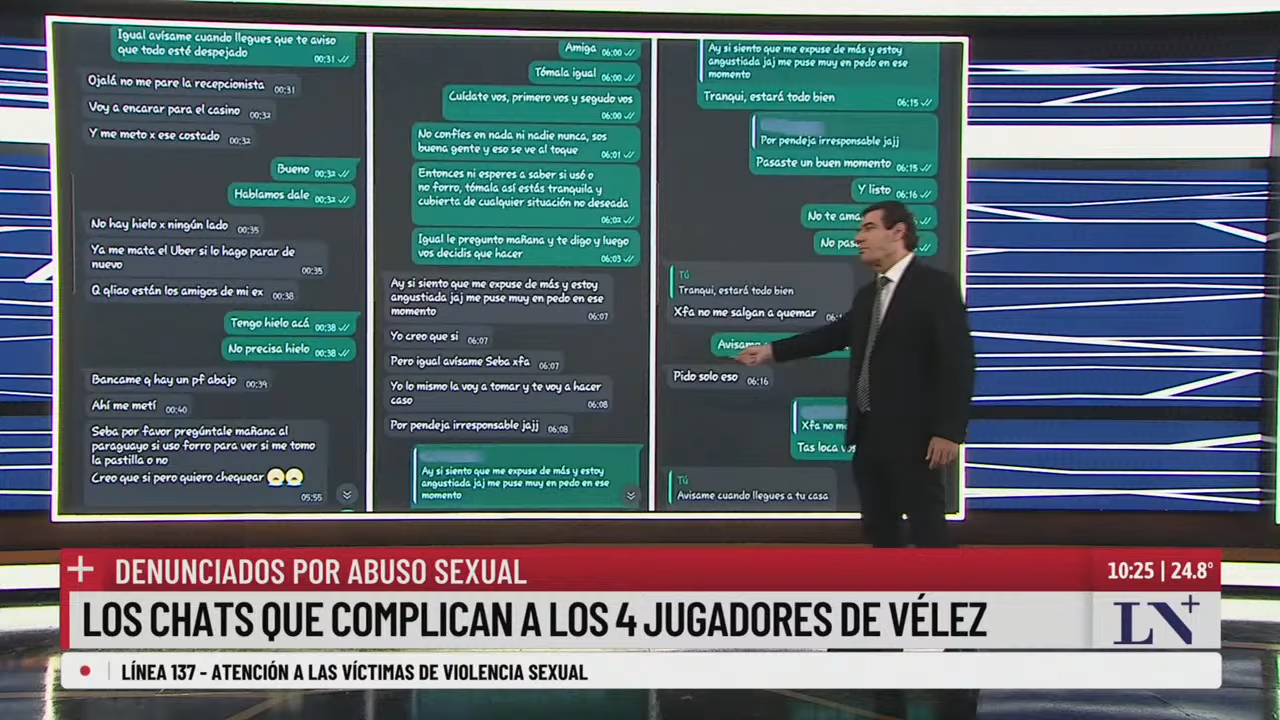 Igual avísame cuando llegues que te aviso
que todo esté despejado
00:31
Ojalá no me pare la recepcionista 00:31
Voy a encarar para el casino 00:32
Y me meto x ese costado 00:32
Bueno 00:32
Hablamos dale 00:32
No hay hielo x ningún lado 00:35
Ya me mata el Uber si lo hago parar de
nuevo 00:35
Q qliao están los amigos de mi ex 00:38
Tengo hielo acá 00:38
No precisa hielo 00:38
Bancame q hay un pf abajo 00:39
Ahí me metí 00:40
Seba por favor pregúntale mañana al
paraguayo si uso forro para ver si me tomo
la pastilla o no
Creo que si pero quiero chequear
05:55
Amiga 06:00
Tómala igual 06:00
Cuídate vos, primero vos y segudo vos
06:00
No confíes en nada ni nadie nunca, sos
buena gente y eso se ve al toque 06:01
Entonces ni esperes a saber si usó o
no forro, tómala así estás tranquila y
cubierta de cualquier situación no deseada
06:02
Igual le pregunto mañana y te digo y luego
vos decidís que hacer 06:03
Ay si siento que me expuse de más y estoy
angustiada jaj me puse muy en pedo en ese
momento 06:07
Yo creo que si 06:07
Pero igual avísame Seba xfa 06:07
Yo lo mismo la voy a tomar y te voy a hacer
caso 06:08
Por pendeja irresponsable jajj 06:08
Ay si siento que me expuse de más y estoy
angustiada jaj me puse muy en pedo en ese
momento
Ay si siento que me expuse de más y estoy
angustiada jaj me puse muy en pedo en ese
momento
Tranqui, estará todo bien 06:15
Por pendeja irresponsable jajj
Pasaste un buen momento 06:15
Y listo 06:16
No te ama
No pas
Tú
Tranqui, estará todo bien
Xfa no me salgan a quemar
Avisame
Pido solo eso 06:16
Xfa no me
Tas loca vos
Tú
Avisame cuando llegues a tu casa
DENUNCIADOS POR ABUSO SEXUAL
10:25 | 24.8°
LOS CHATS QUE COMPLICAN A LOS 4 JUGADORES DE VÉLEZ
LN+
LÍNEA 137 - ATENCIÓN A LAS VÍCTIMAS DE VIOLENCIA SEXUAL